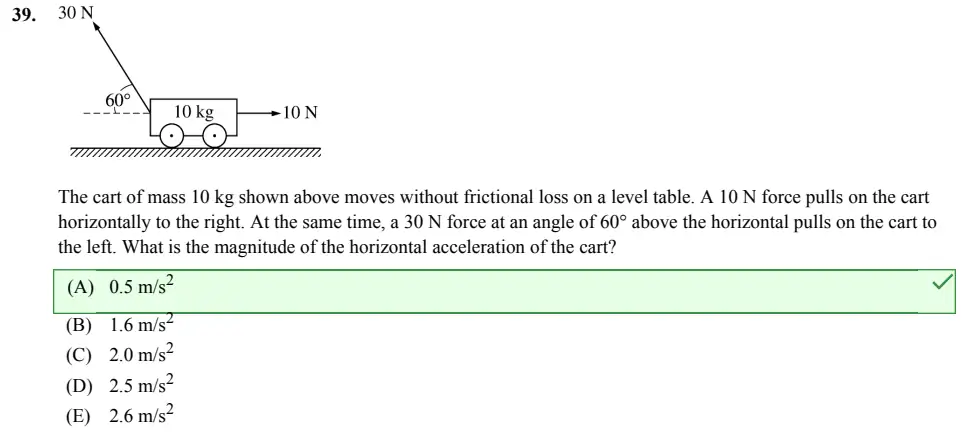 39.
30 N
60°
10 kg
10 N
The cart of mass 10 kg shown above moves without frictional loss on a level table. A 10 N force pulls on the cart
horizontally to the right. At the same time, a 30 N force at an angle of 60° above the horizontal pulls on the cart to
the left. What is the magnitude of the horizontal acceleration of the cart?
(A) 0.5 m/s²
(B) 1.6 m/s²
(C) 2.0 m/s²
(D) 2.5 m/s²
(E) 2.6 m/s²